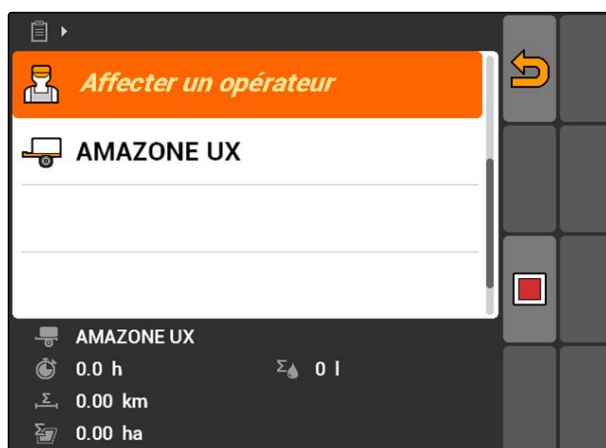 Affecter un opérateur
AMAZONE UX
AMAZONE UX
0.0 h Σ 0 l
Σ 0.00 km
Σ 0.00 ha